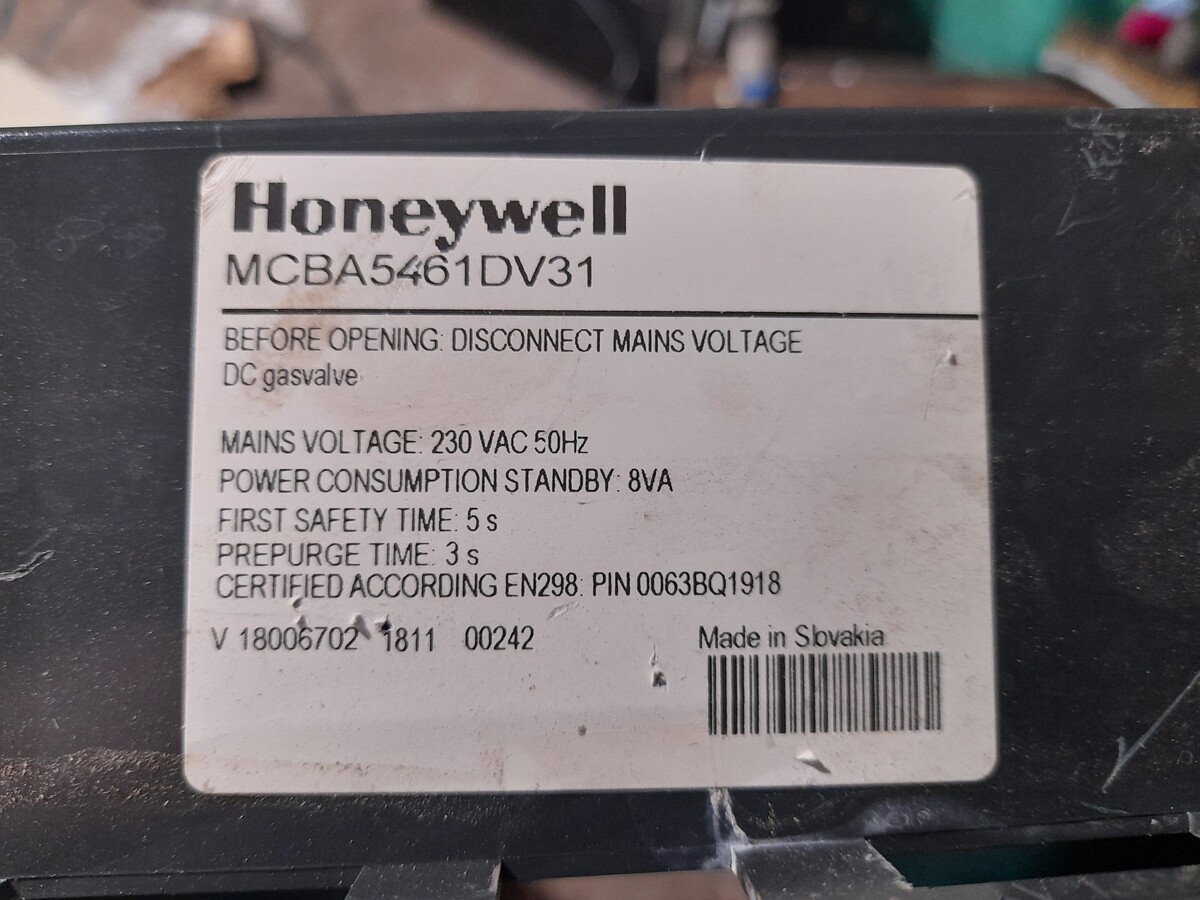 Honeywell
MCBA5461DV31
BEFORE OPENING: DISCONNECT MAINS VOLTAGE
DC gasvalve
MAINS VOLTAGE: 230 VAC 50Hz
POWER CONSUMPTION STANDBY: 8VA
FIRST SAFETY TIME: 5 s
PREPURGE TIME: 3 s
CERTIFIED ACCORDING EN298: PIN 0063BQ1918
V 18006702 1811 00242 Made in Slovakia